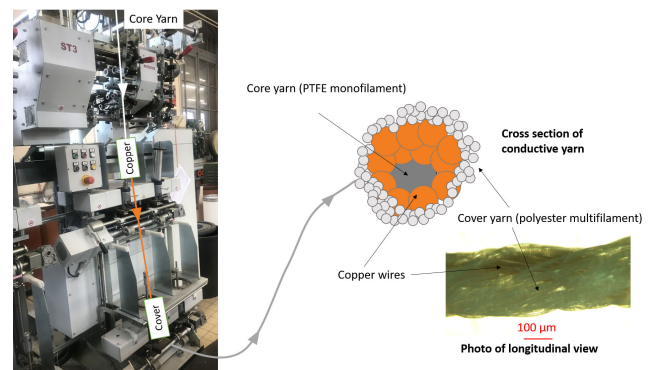 Core Yarn
ST3
Copper
Cover
Core yarn (PTFE monofilament)
Cross section of
conductive yarn
Cover yarn (polyester multifilament)
Copper wires
100 µm
Photo of longitudinal view